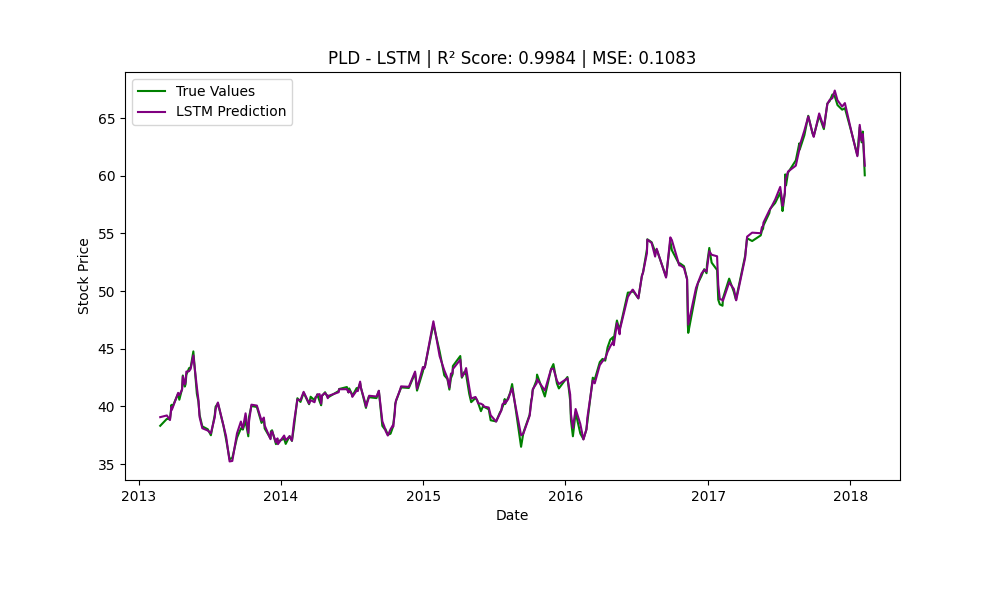 PLD - LSTM | R² Score: 0.9984 | MSE: 0.1083
True Values
LSTM Prediction
Stock Price
65
60
55
50
45
40
35
2013 2014 2015 2016 2017 2018
Date